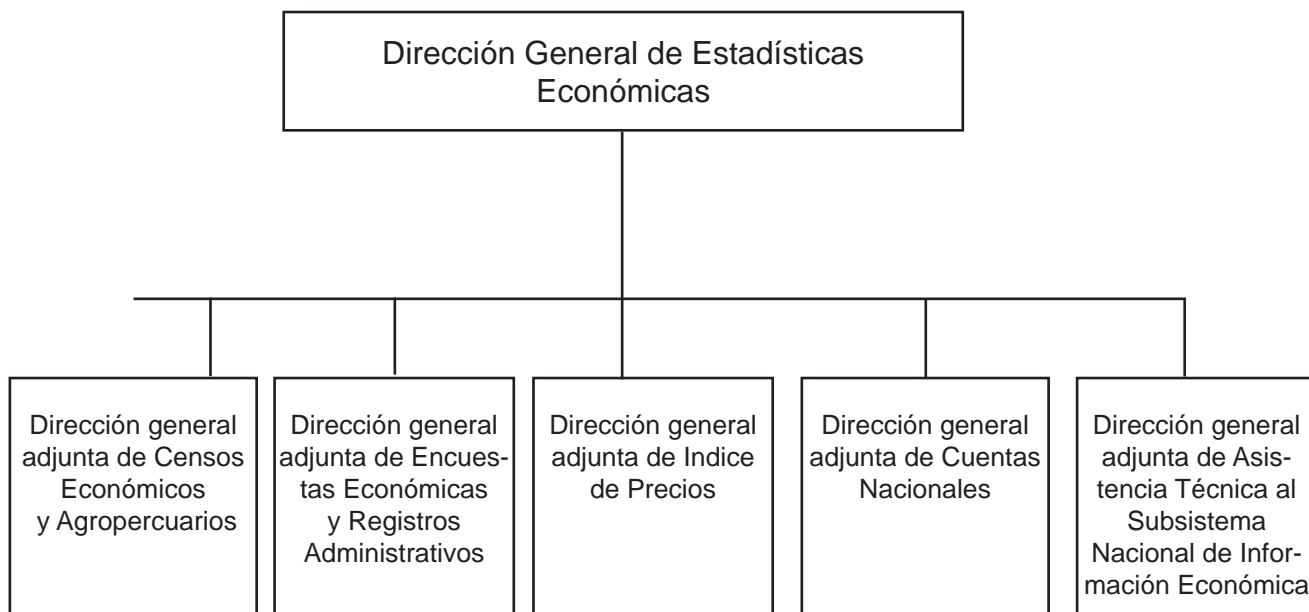 Dirección General de Estadísticas
Económicas
Dirección general
adjunta de Censos
Económicos
y Agropercuarios
Dirección general
adjunta de Encues-
tas Económicas
y Registros
Administrativos
Dirección general
adjunta de Indice
de Precios
Dirección general
adjunta de Cuentas
Nacionales
Dirección general
adjunta de Asis-
tencia Técnica al
Subsistema
Nacional de Infor-
mación Económica